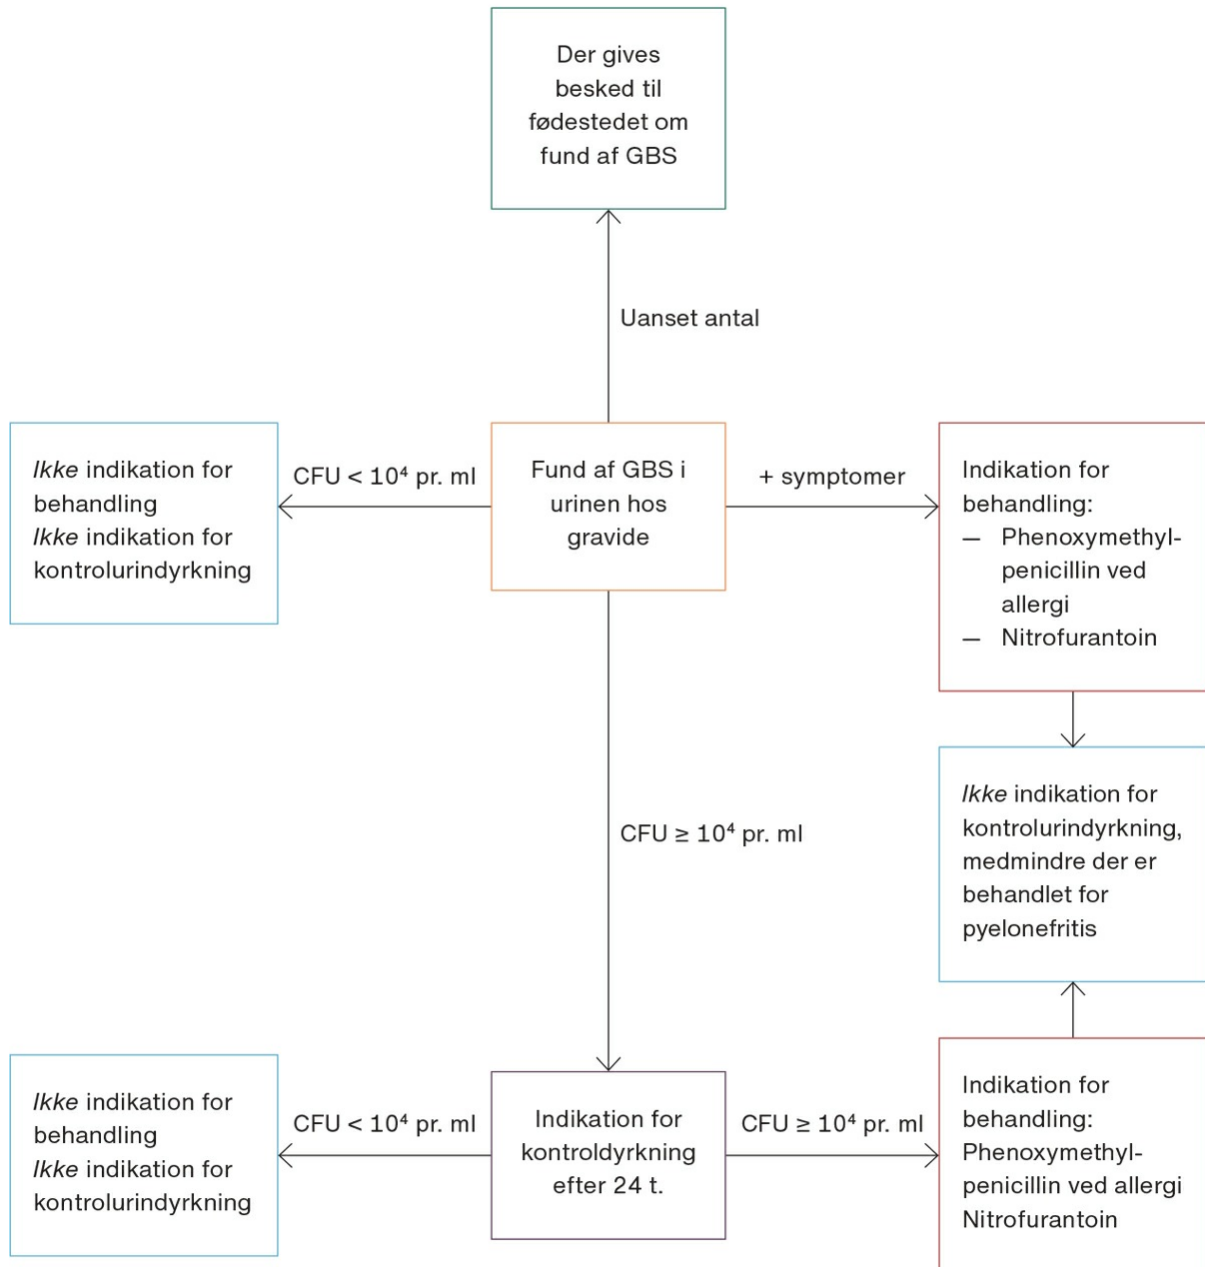 Der gives
besked til
fødestedet om
fund af GBS
Uanset antal
Ikke indikation for
behandling
Ikke indikation for
kontrolurindyrkning
CFU < 10⁴ pr. ml
Fund af GBS i
urinen hos
gravide
+ symptomer
Indikation for
behandling:
— Phenoxymethyl-
penicillin ved
allergi
— Nitrofurantoin
CFU ≥ 10⁴ pr. ml
Ikke indikation for
kontrolurindyrkning,
medmindre der er
behandlet for
pyelonefritis
Ikke indikation for
behandling
Ikke indikation for
kontrolurindyrkning
CFU < 10⁴ pr. ml
Indikation for
kontroldyrkning
efter 24 t.
CFU ≥ 10⁴ pr. ml
Indikation for
behandling:
Phenoxymethyl-
penicillin ved allergi
Nitrofurantoin